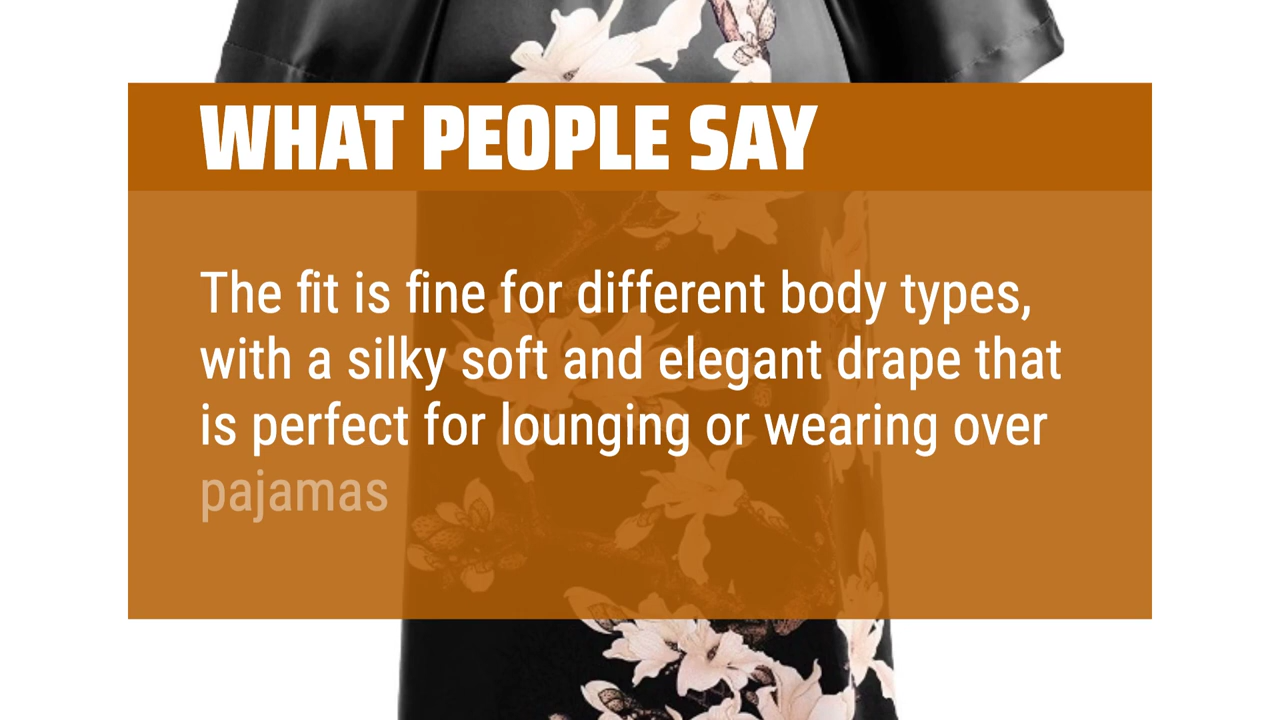 WHAT PEOPLE SAY
The fit is fine for different body types,
with a silky soft and elegant drape that
is perfect for lounging or wearing over
pajamas